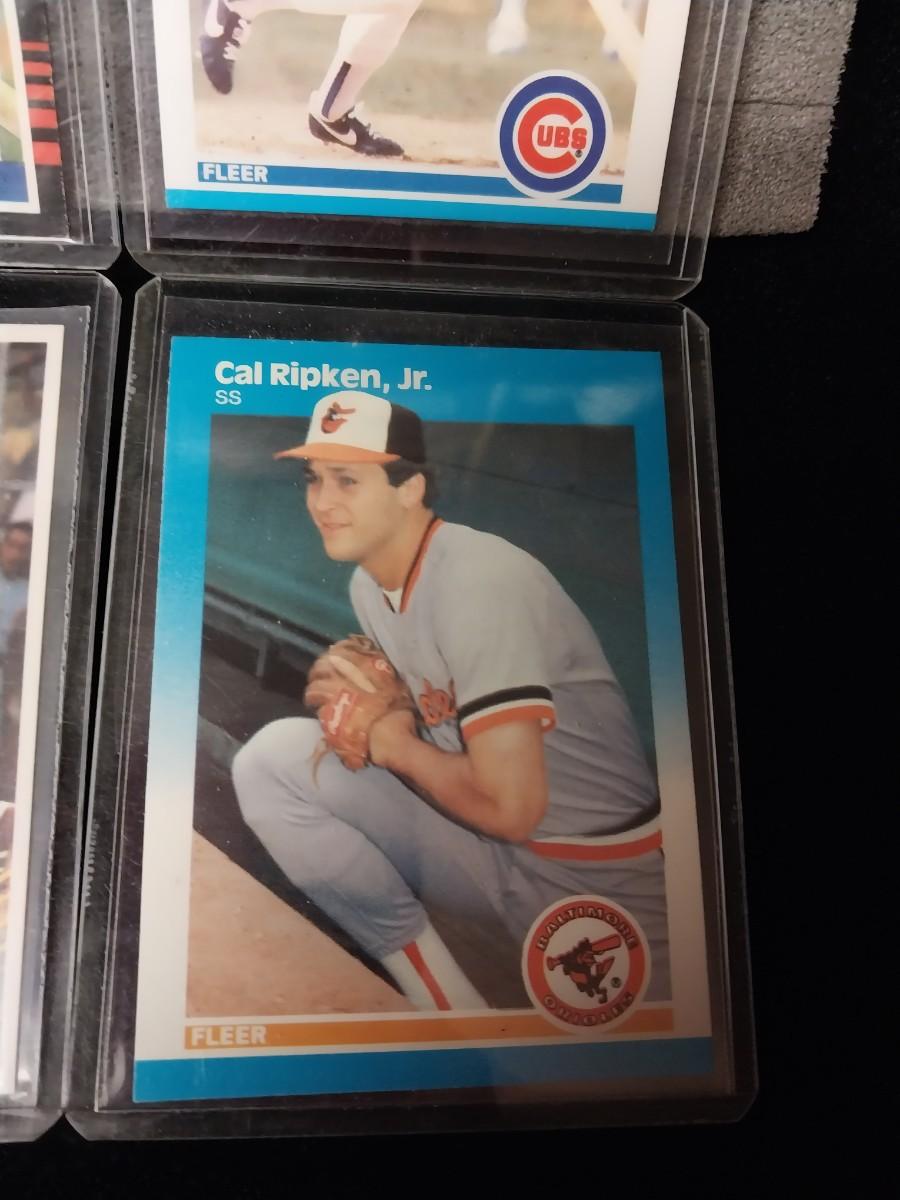 CUBS
FLEER
Cal Ripken, Jr.
SS
BALTIMORE
ORIOLES
FLEER